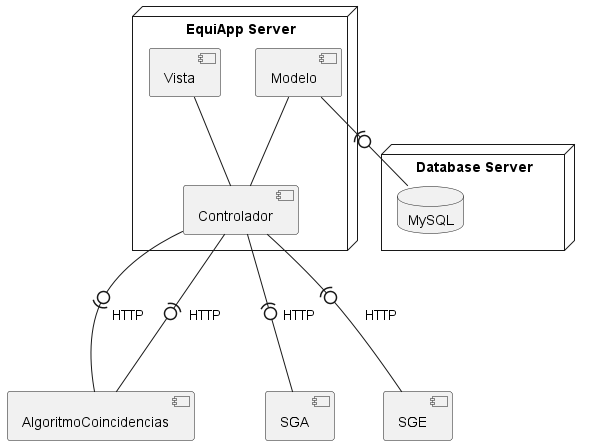 EquiApp Server
Vista
Modelo
Database Server
Controlador
MySQL
HTTP
HTTP
HTTP
HTTP
AlgoritmoCoincidencias
SGA
SGE